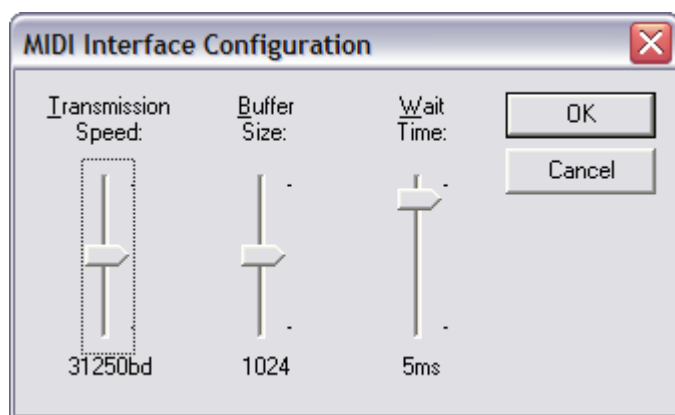 MIDI Interface Configuration
Transmission
Speed:
Buffer
Size:
Wait
Time:
OK
Cancel
31250bd
1024
5ms